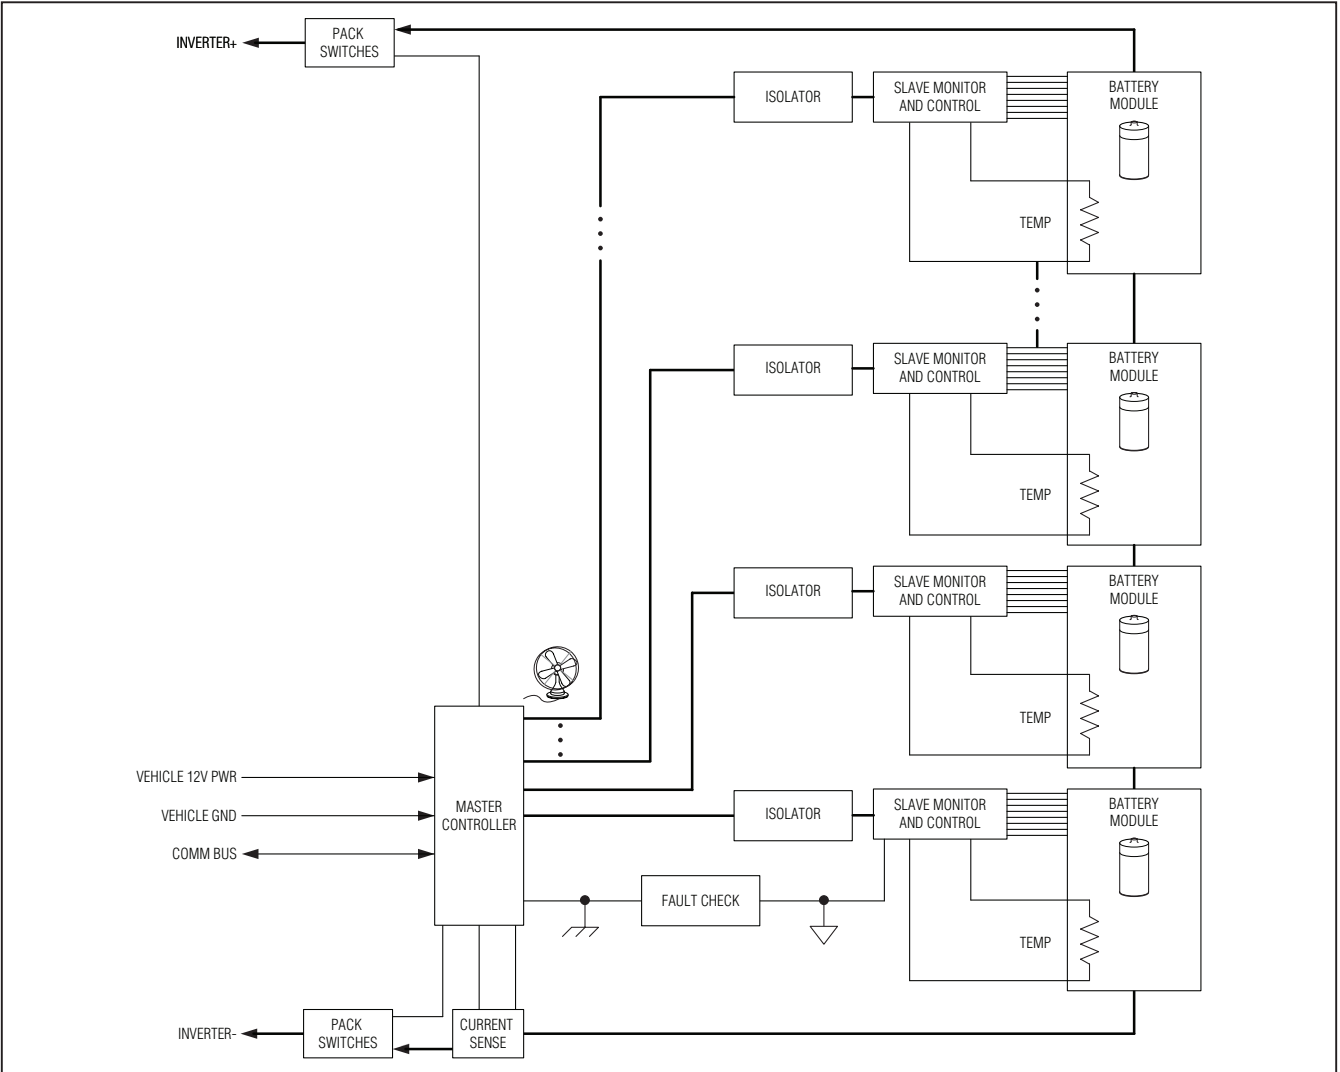 INVERTER+
PACK
SWITCHES
ISOLATOR
SLAVE MONITOR
AND CONTROL
BATTERY
MODULE
TEMP
ISOLATOR
SLAVE MONITOR
AND CONTROL
BATTERY
MODULE
TEMP
ISOLATOR
SLAVE MONITOR
AND CONTROL
BATTERY
MODULE
TEMP
VEHICLE 12V PWR
VEHICLE GND
COMM BUS
MASTER
CONTROLLER
ISOLATOR
SLAVE MONITOR
AND CONTROL
BATTERY
MODULE
FAULT CHECK
TEMP
INVERTER-
PACK
SWITCHES
CURRENT
SENSE